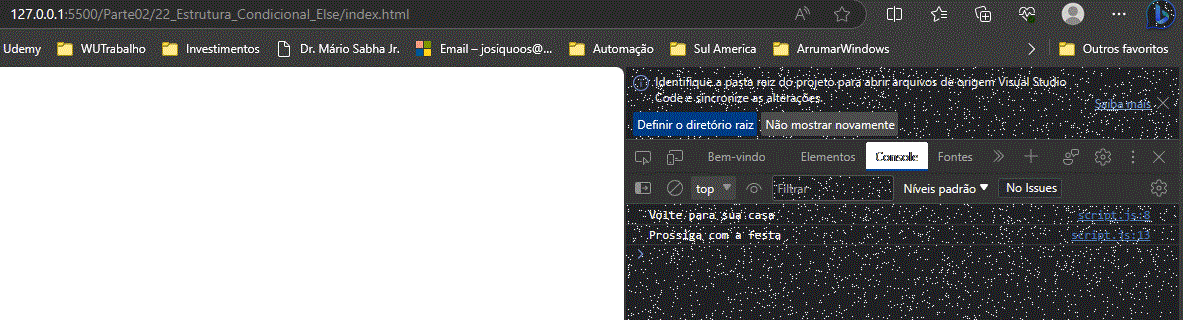 127.0.0.1:5500/Parte02/22_Estrutura_Condicional_Else/index.html
Udemy WUTrabalho Investimentos Dr. Mário Sabha Jr. Email – josiquoos@... Automação Sul America ArrumarWindows Outros favoritos
Identifique a pasta raiz do projeto para abrir arquivos de origem Visual Studio
Code e sincronize as alterações.
Saiba mais
Definir o diretório raiz Não mostrar novamente
Bem-vindo Elementos Console Fontes
top Filtrar Níveis padrão No Issues
Volte para sua casa script.js:8
Prossiga com a festa script.js:13